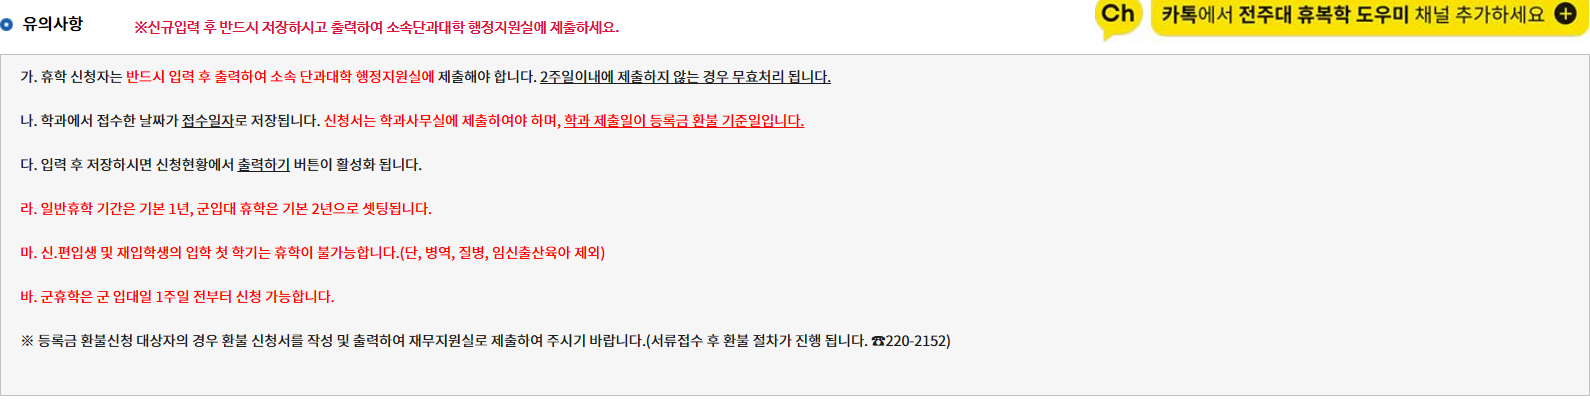 유의사항
※신규입력 후 반드시 저장하시고 출력하여 소속단과대학 행정지원실에 제출하세요.
Ch 카톡에서 전주대 휴복학 도우미 채널 추가하세요 +
가. 휴학 신청자는 반드시 입력 후 출력하여 소속 단과대학 행정지원실에 제출해야 합니다. 2주일이내에 제출하지 않는 경우 무효처리 됩니다.
나. 학과에서 접수한 날짜가 접수일자로 저장됩니다. 신청서는 학과사무실에 제출하여야 하며, 학과 제출일이 등록금 환불 기준일입니다.
다. 입력 후 저장하시면 신청현황에서 출력하기 버튼이 활성화 됩니다.
라. 일반휴학 기간은 기본 1년, 군입대 휴학은 기본 2년으로 셋팅됩니다.
마. 신.편입생 및 재입학생의 입학 첫 학기는 휴학이 불가능합니다.(단, 병역, 질병, 임신출산육아 제외)
바. 군휴학은 군 입대일 1주일 전부터 신청 가능합니다.
※ 등록금 환불신청 대상자의 경우 환불 신청서를 작성 및 출력하여 재무지원실로 제출하여 주시기 바랍니다.(서류접수 후 환불 절차가 진행 됩니다. ☎220-2152)